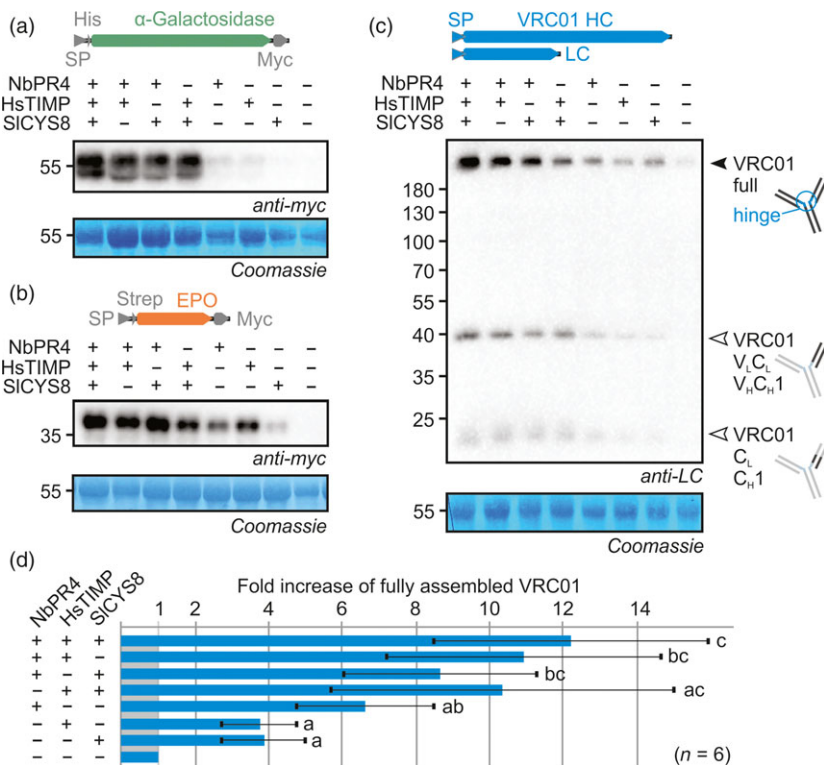 (a)
His
α-Galactosidase
SP
Myc
NbPR4 + + + − + − − −
HsTIMP + + − + − + − −
SlCYS8 + − + + − − + −
55
anti-myc
55
Coomassie
(b)
Strep
EPO
SP
Myc
NbPR4 + + + − + − − −
HsTIMP + + − + − + − −
SlCYS8 + − + + − − + −
35
anti-myc
55
Coomassie
(c)
SP
VRC01 HC
LC
NbPR4 + + + − + − − −
HsTIMP + + − + − + − −
SlCYS8 + − + + − − + −
180
130
100
70
55
40
35
25
VRC01
full
hinge
VRC01
VLCL
VHCH1
VRC01
CL
CH1
anti-LC
55
Coomassie
(d)
NbPR4 HsTIMP SlCYS8
Fold increase of fully assembled VRC01
1 2 4 6 8 10 12 14
+ + + c
+ + − bc
+ − + bc
− + + ac
+ − − ab
− + − a
− − + a
− − −
(n = 6)